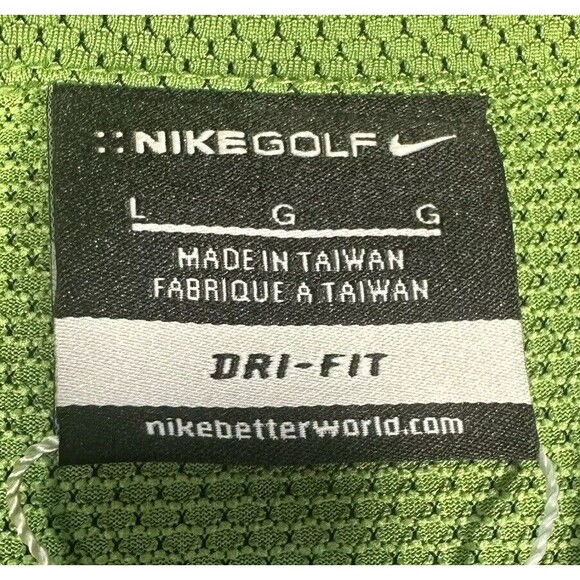 ::NIKEGOLF
L G G
MADE IN TAIWAN
FABRIQUE A TAIWAN
DRI-FIT
nikebetterworld.com